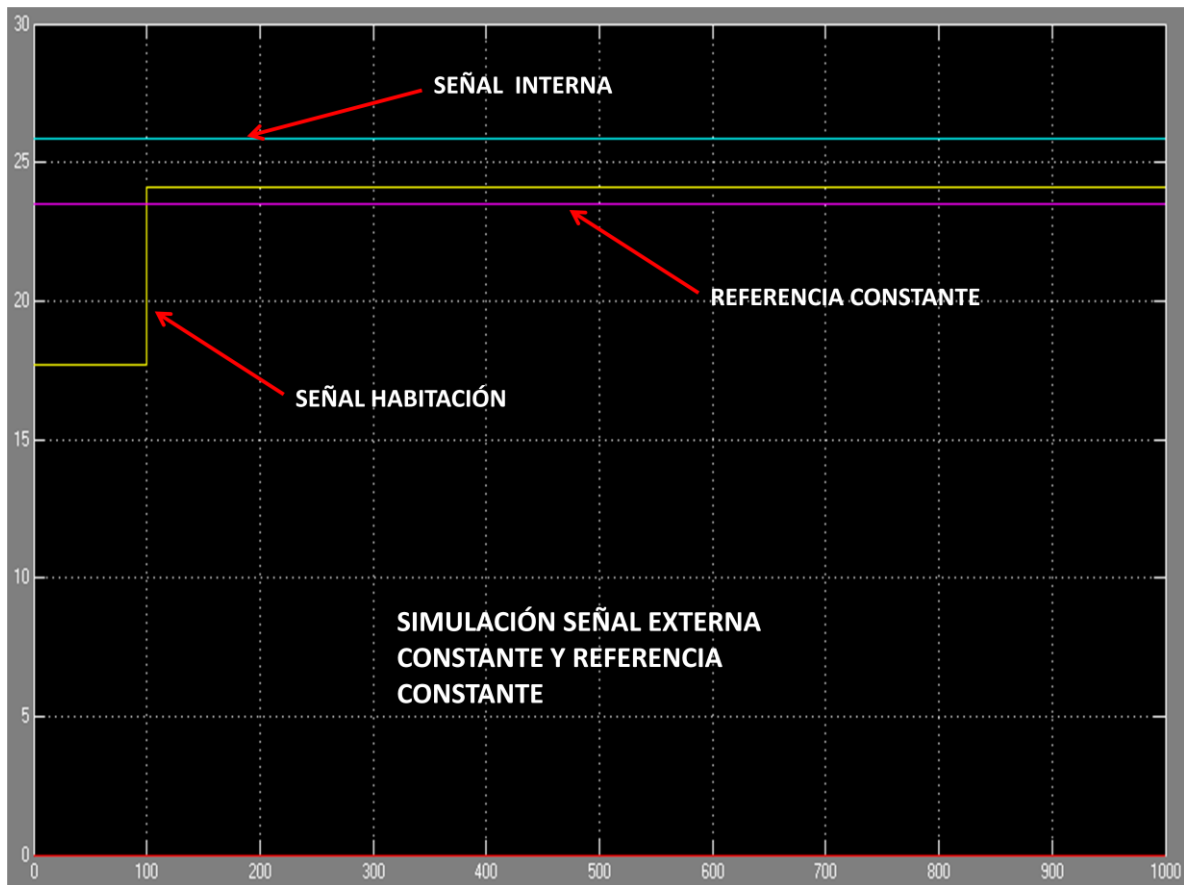 30
SEÑAL INTERNA
25
REFERENCIA CONSTANTE
20
SEÑAL HABITACIÓN
15
10
SIMULACIÓN SEÑAL EXTERNA
CONSTANTE Y REFERENCIA
CONSTANTE
5
0
0 100 200 300 400 500 600 700 800 900 1000